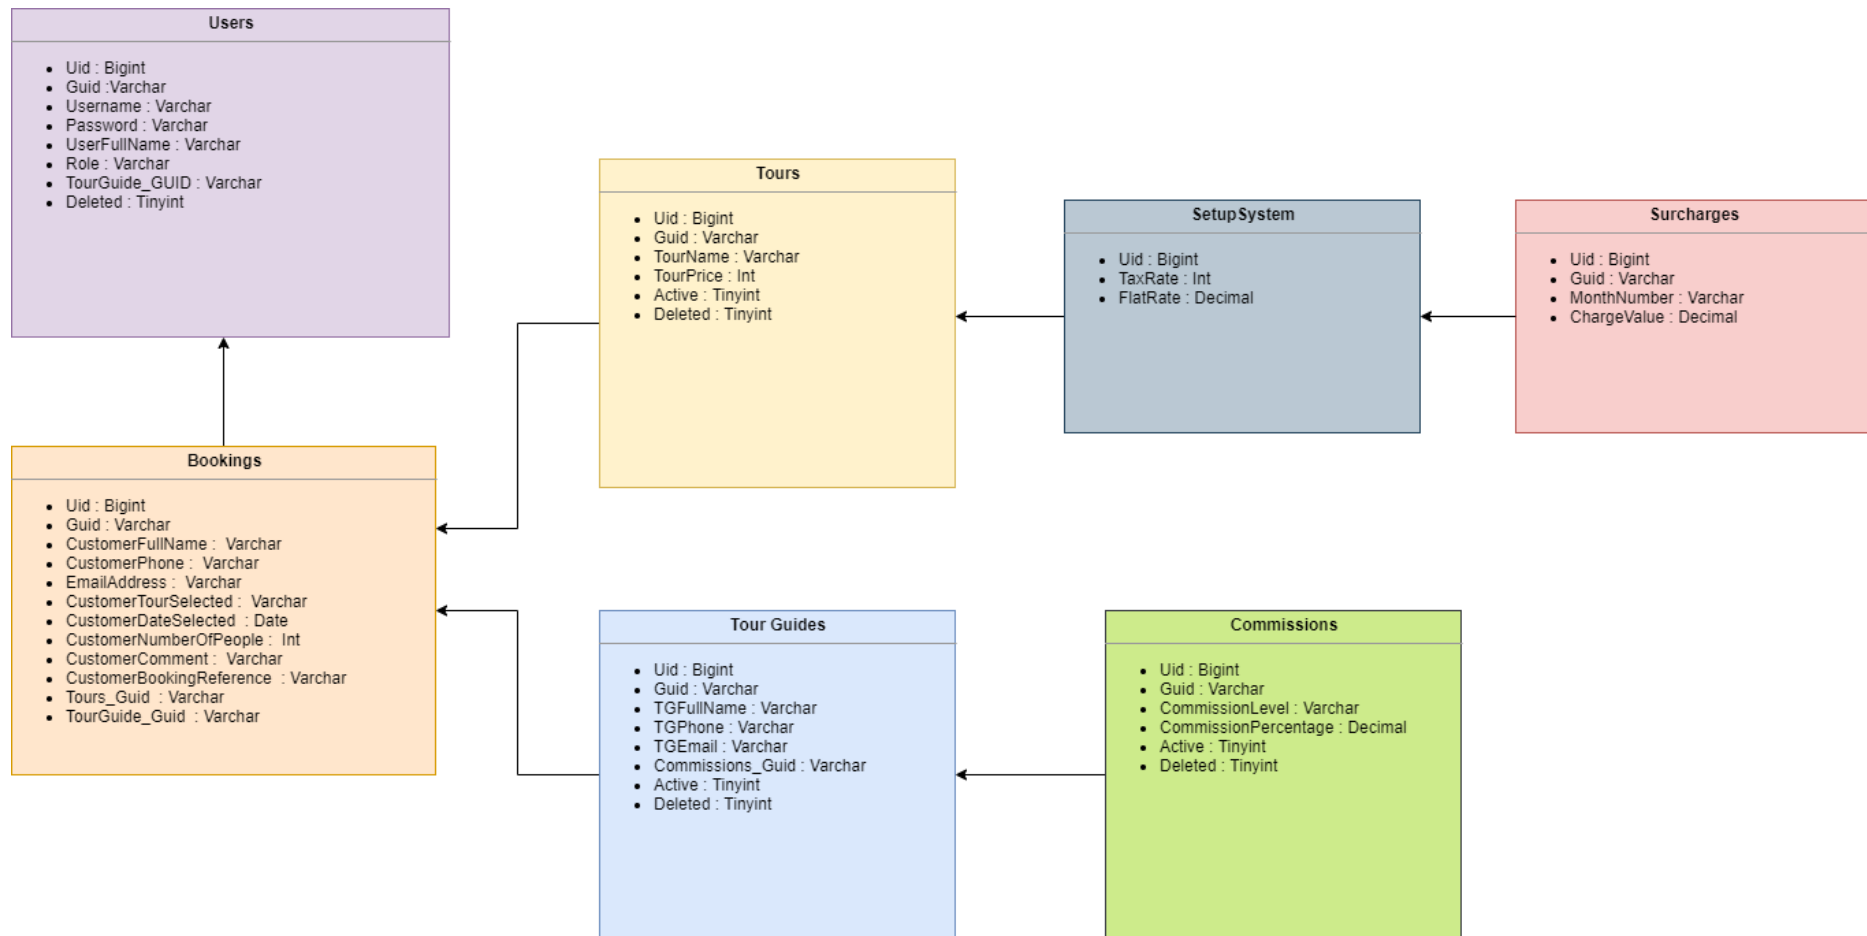 Users
Uid : Bigint
Guid :Varchar
Username : Varchar
Password : Varchar
UserFullName : Varchar
Role : Varchar
TourGuide_GUID : Varchar
Deleted : Tinyint
Tours
Uid : Bigint
Guid : Varchar
TourName : Varchar
TourPrice : Int
Active : Tinyint
Deleted : Tinyint
SetupSystem
Uid : Bigint
TaxRate : Int
FlatRate : Decimal
Surcharges
Uid : Bigint
Guid : Varchar
MonthNumber : Varchar
ChargeValue : Decimal
Bookings
Uid : Bigint
Guid : Varchar
CustomerFullName : Varchar
CustomerPhone : Varchar
EmailAddress : Varchar
CustomerTourSelected : Varchar
CustomerDateSelected : Date
CustomerNumberOfPeople : Int
CustomerComment : Varchar
CustomerBookingReference : Varchar
Tours_Guid : Varchar
TourGuide_Guid : Varchar
Tour Guides
Uid : Bigint
Guid : Varchar
TGFullName : Varchar
TGPhone : Varchar
TGEmail : Varchar
Commissions_Guid : Varchar
Active : Tinyint
Deleted : Tinyint
Commissions
Uid : Bigint
Guid : Varchar
CommissionLevel : Varchar
CommissionPercentage : Decimal
Active : Tinyint
Deleted : Tinyint